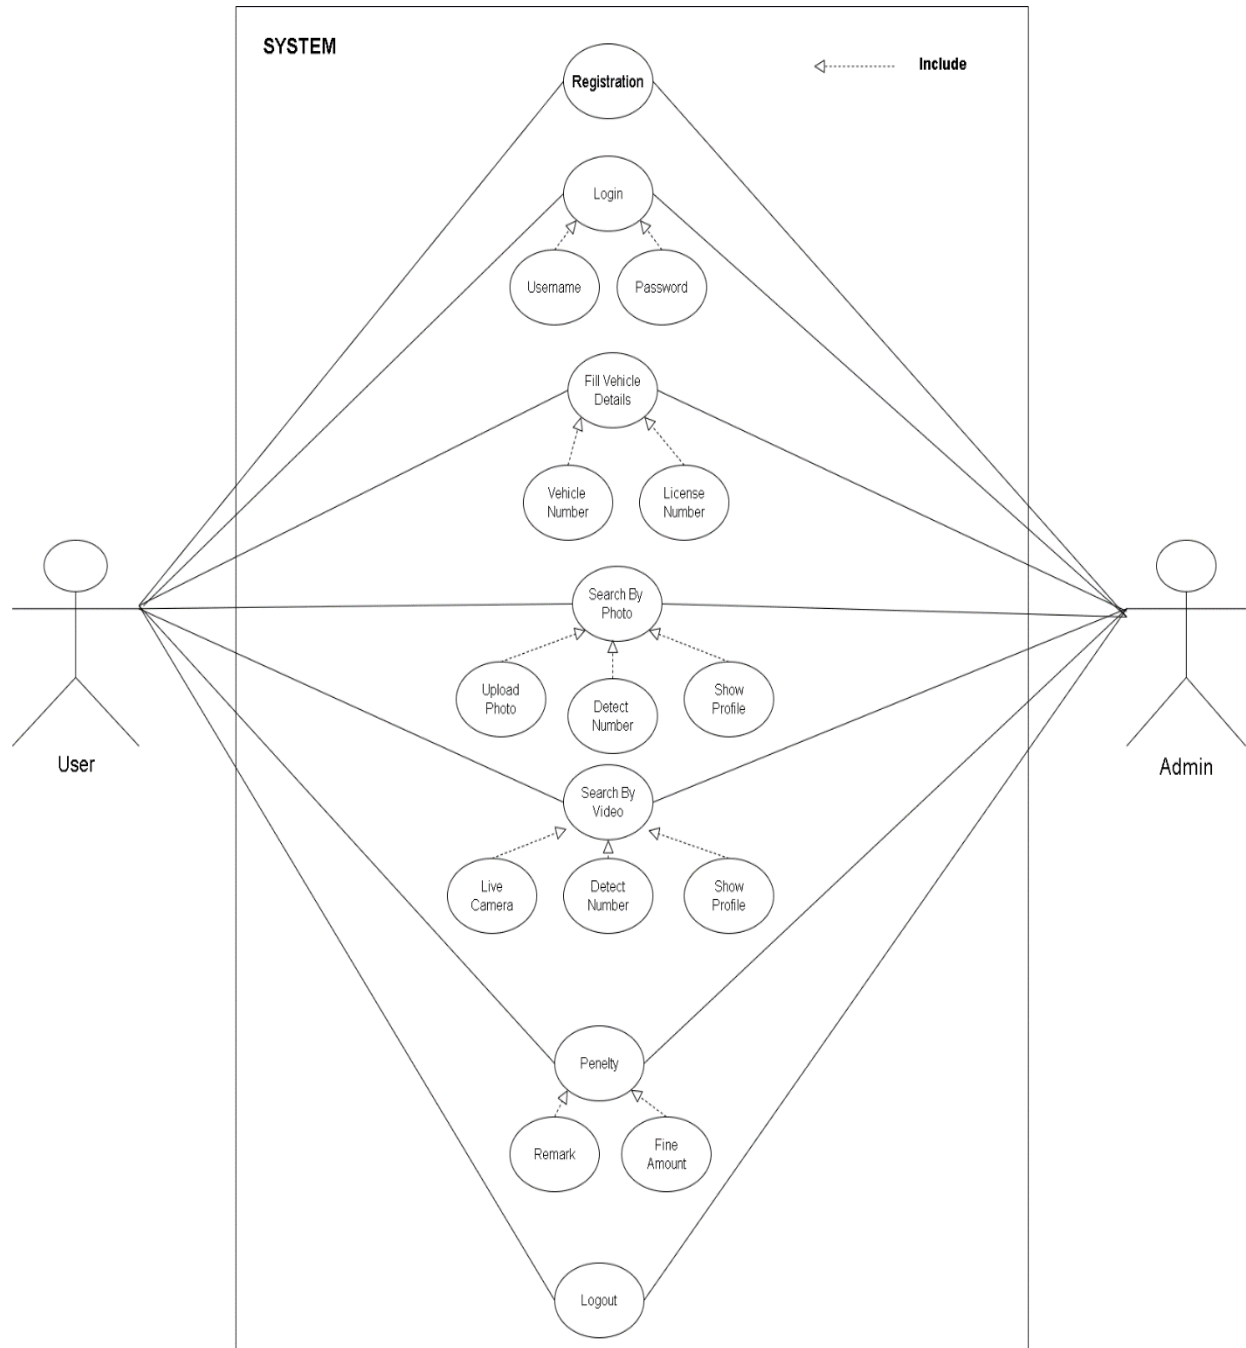 SYSTEM
Include
Registration
Login
Username
Password
Fill Vehicle
Details
Vehicle
Number
License
Number
Search By
Photo
Upload
Photo
Detect
Number
Show
Profile
User
Admin
Search By
Video
Live
Camera
Detect
Number
Show
Profile
Penelty
Remark
Fine
Amount
Logout